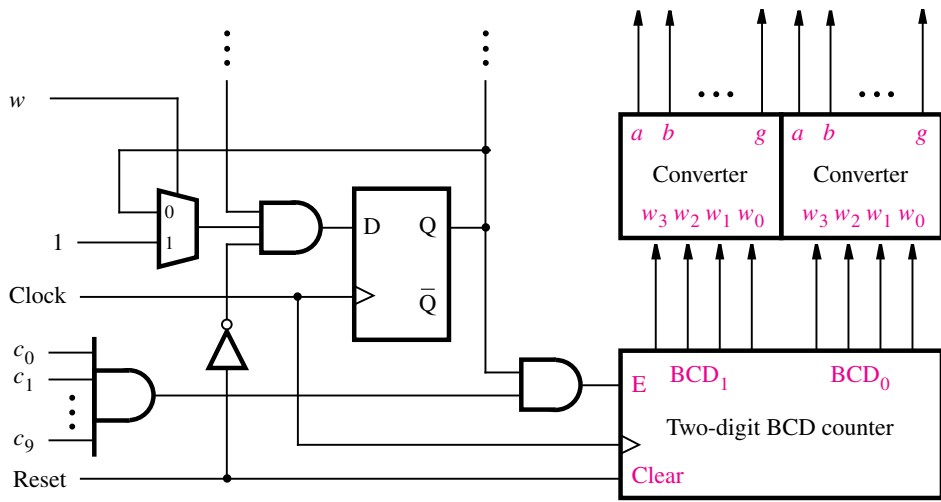 w
a b ••• g a b ••• g
Converter Converter
w₃ w₂ w₁ w₀ w₃ w₂ w₁ w₀
0
1
1
D Q
Q̅
Clock
c₀
c₁
c₉
E BCD₁ BCD₀
Two-digit BCD counter
Reset
Clear